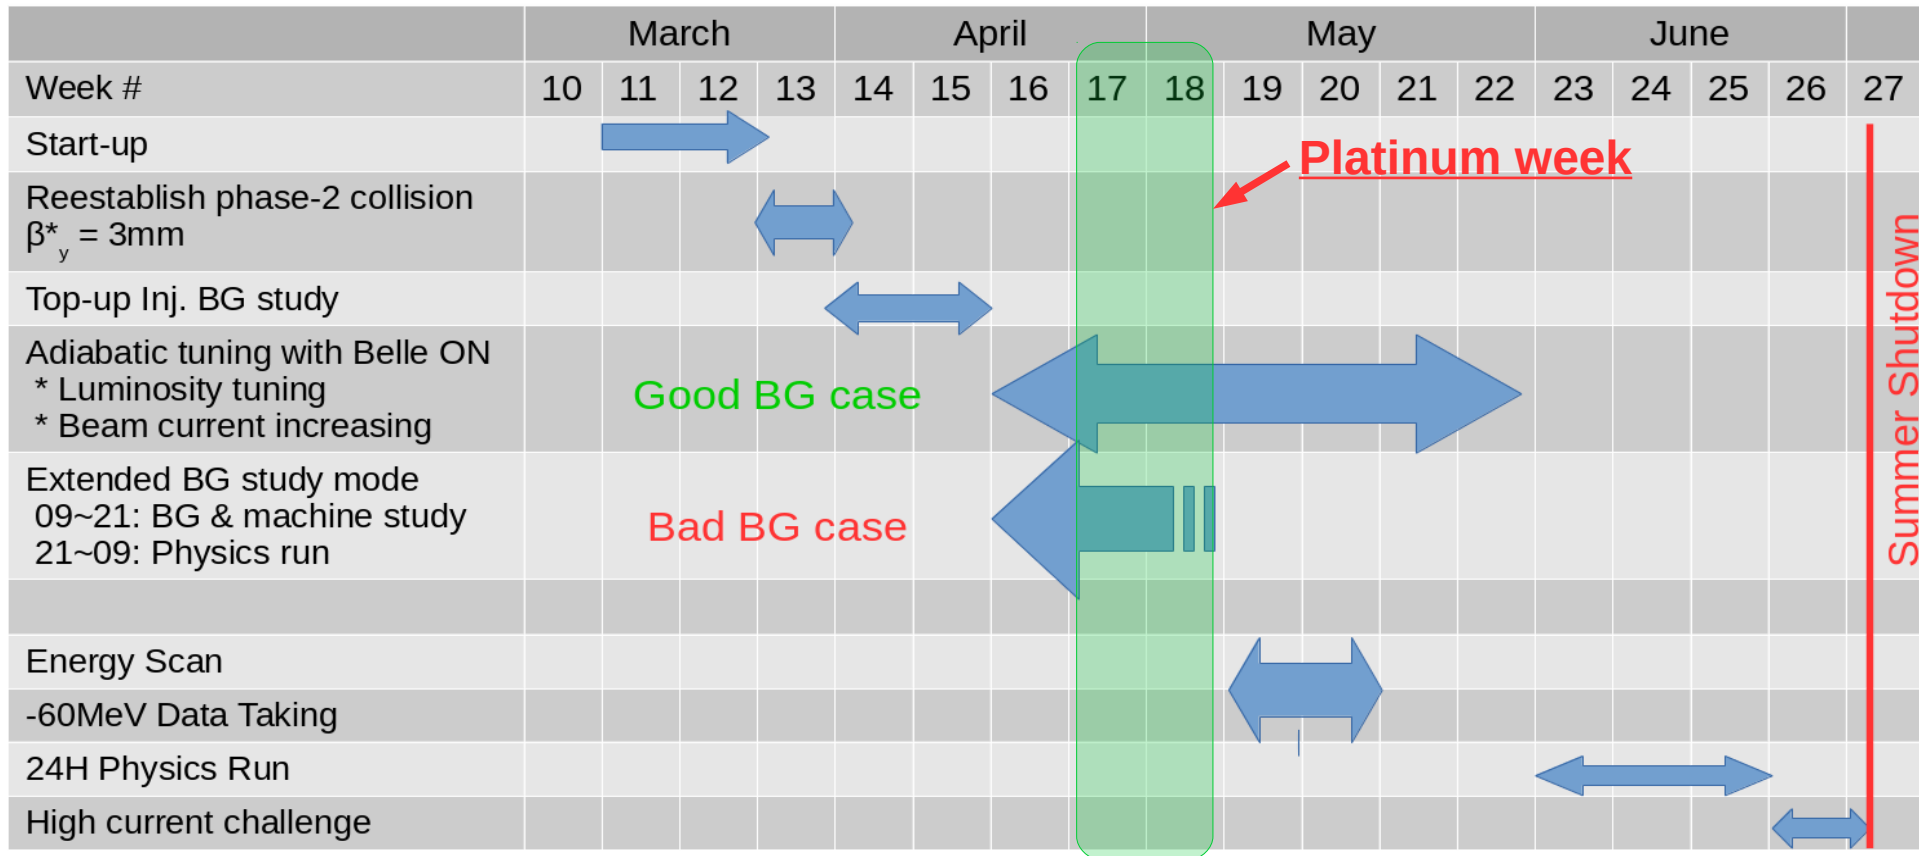 March April May June
Week # 10 11 12 13 14 15 16 17 18 19 20 21 22 23 24 25 26 27
Start-up
Platinum week
Reestablish phase-2 collision
β*y = 3mm
Top-up Inj. BG study
Adiabatic tuning with Belle ON
* Luminosity tuning
* Beam current increasing
Good BG case
Extended BG study mode
09~21: BG & machine study
21~09: Physics run
Bad BG case
Energy Scan
-60MeV Data Taking
24H Physics Run
High current challenge
Summer Shutdown